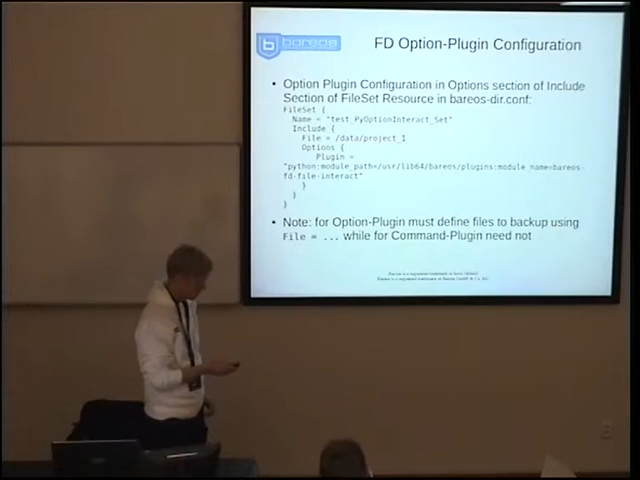 bareos
FD Option-Plugin Configuration
• Option Plugin Configuration in Options section of Include
Section of FileSet Resource in bareos-dir.conf:
FileSet {
Name = "test_PyOptionInteract_Set"
Include {
File = /data/project_1
Options {
Plugin =
"python:module_path=/usr/lib64/bareos/plugins:module_name=bareos-
fd-file-interact"
}
}
}
• Note: for Option-Plugin must define files to backup using
File = ... while for Command-Plugin need not